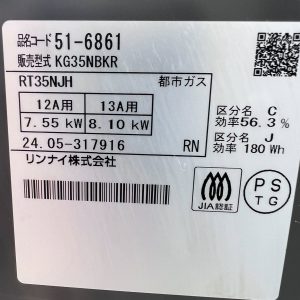 品名コード 51-6861
販売型式 KG35NBKR
RT35NJH 都市ガス
12A用 13A用
7.55 kW 8.10 kW
区分名 C
効率56.3%
区分名 J
効率 180 Wh
24.05-317916 RN
リンナイ株式会社
JIA認証
PS
TG